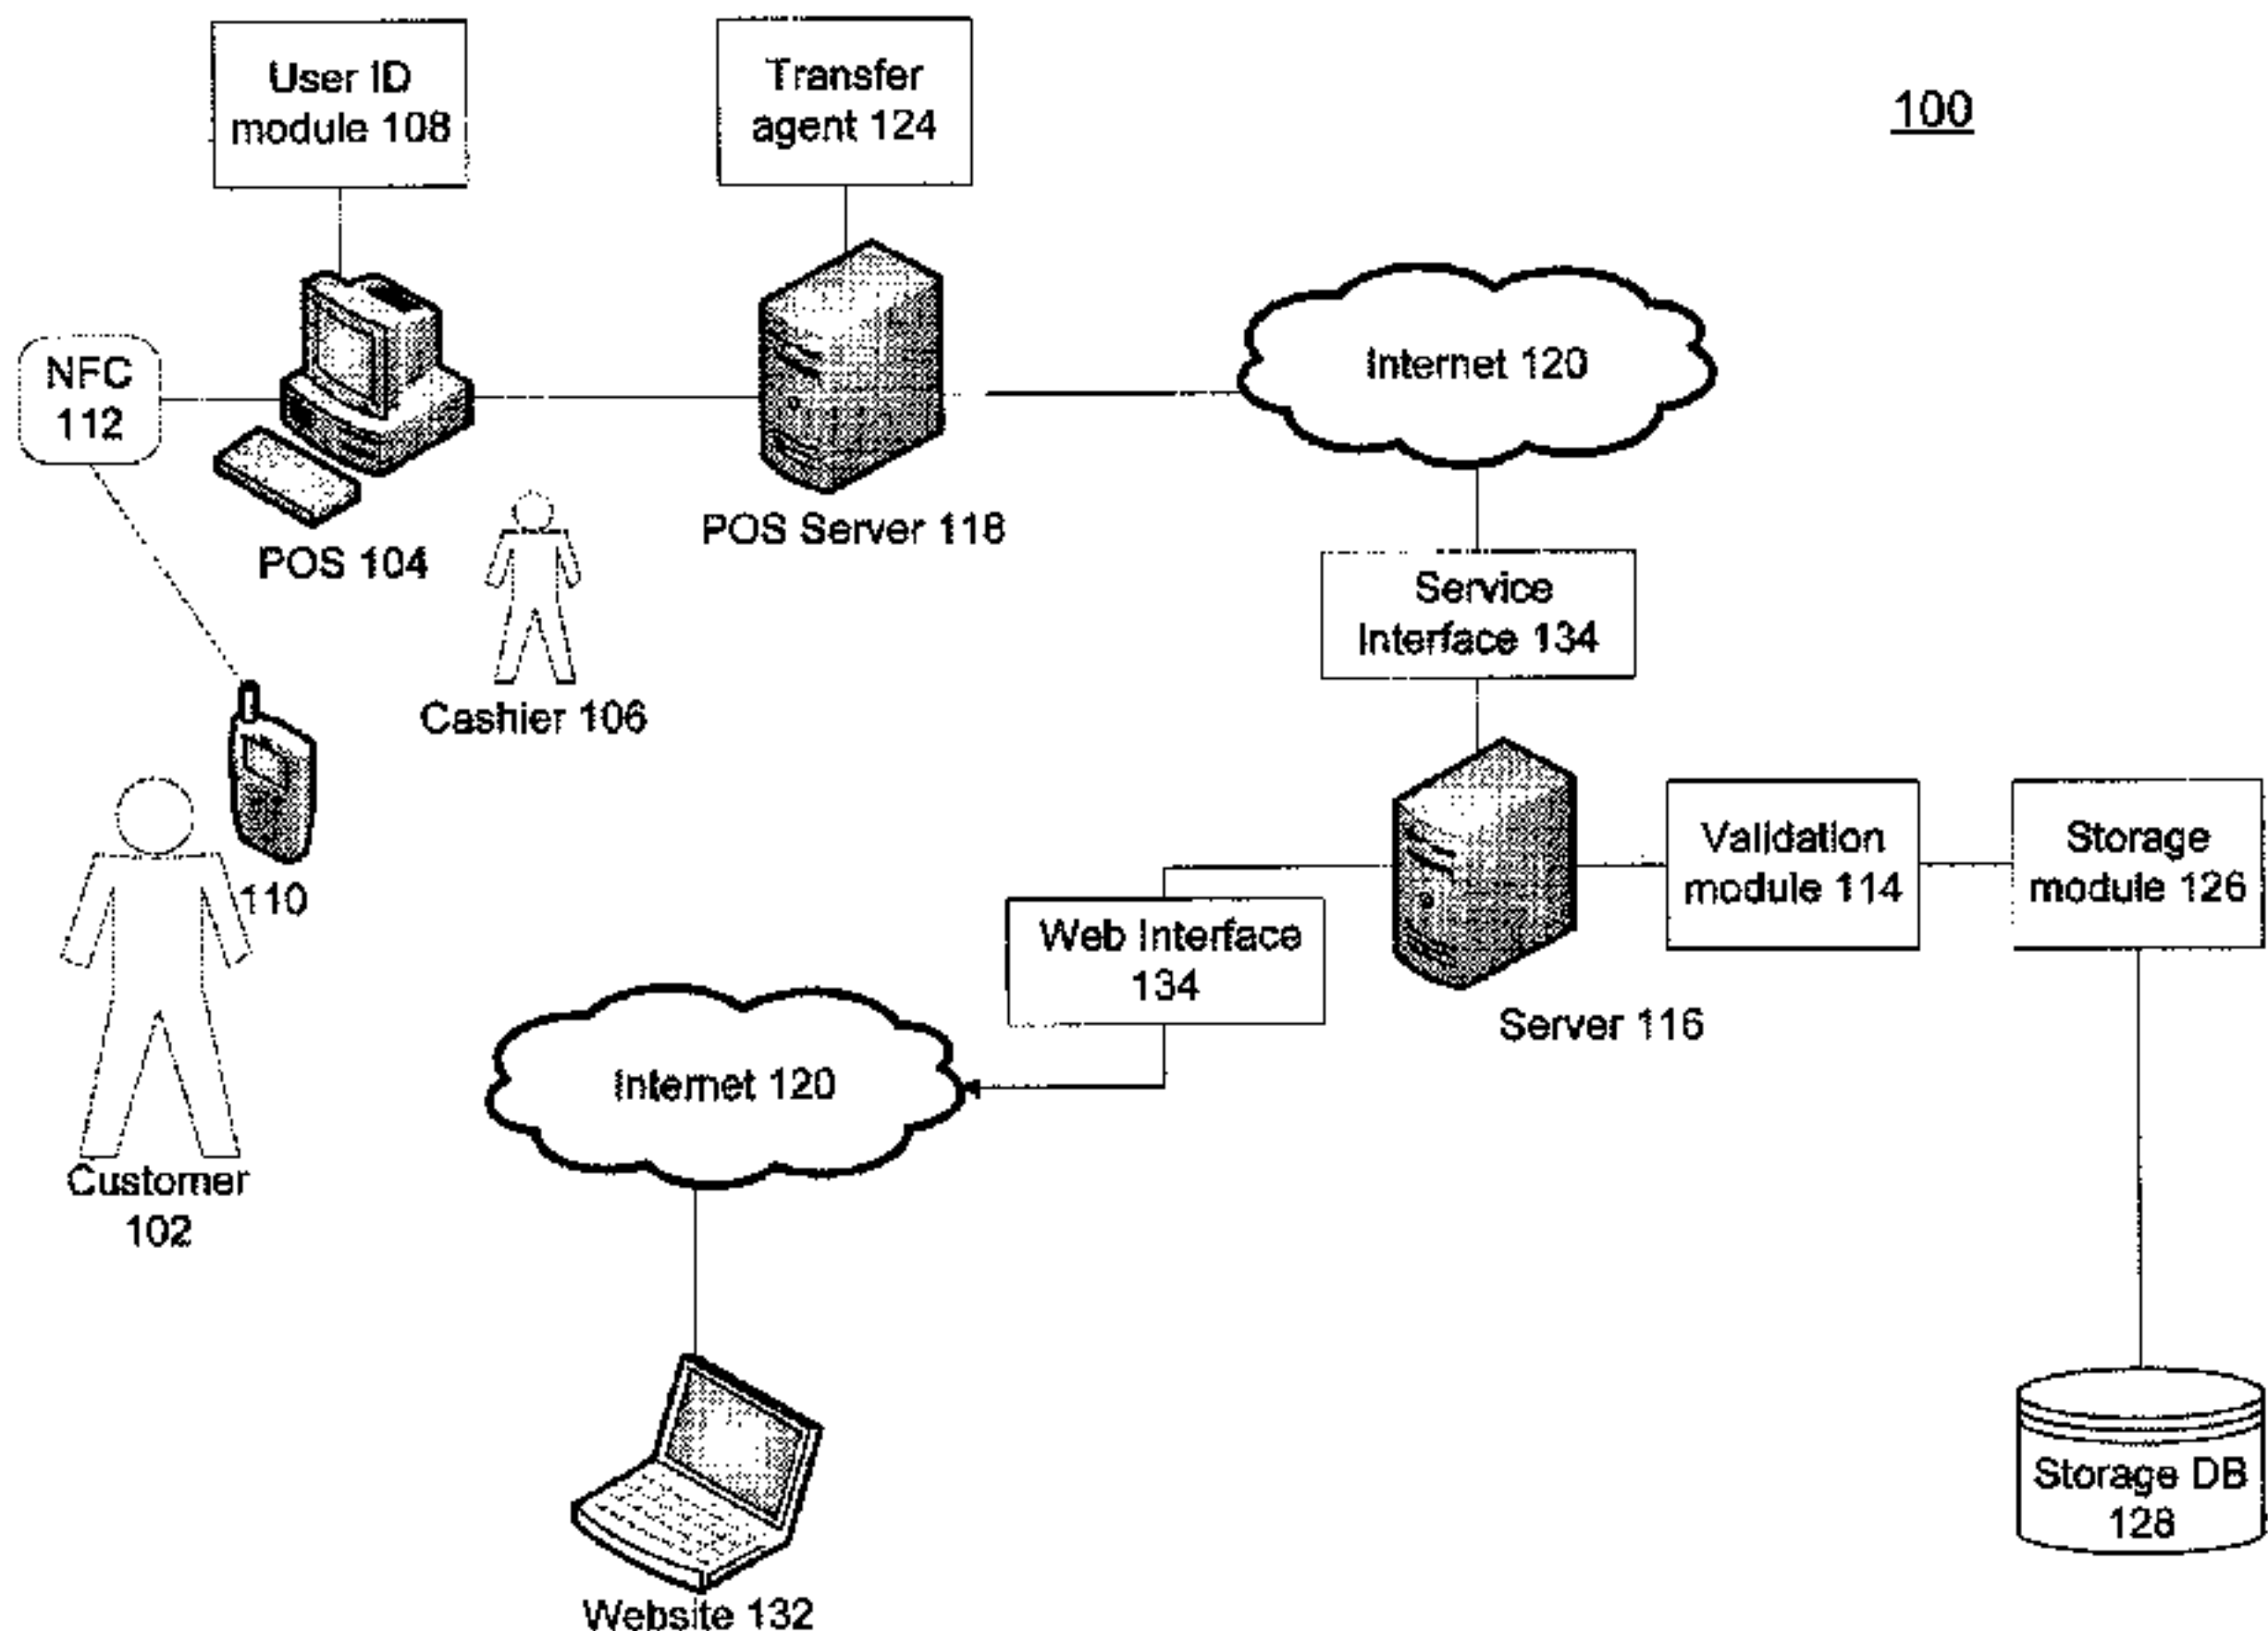 User ID
module 108
Transfer
agent 124
100
NFC
112
Internet 120
POS 104
POS Server 118
Service
Interface 134
Cashier 106
110
Validation
module 114
Storage
module 126
Web Interface
134
Server 116
Internet 120
Customer
102
Storage DB
128
Website 132